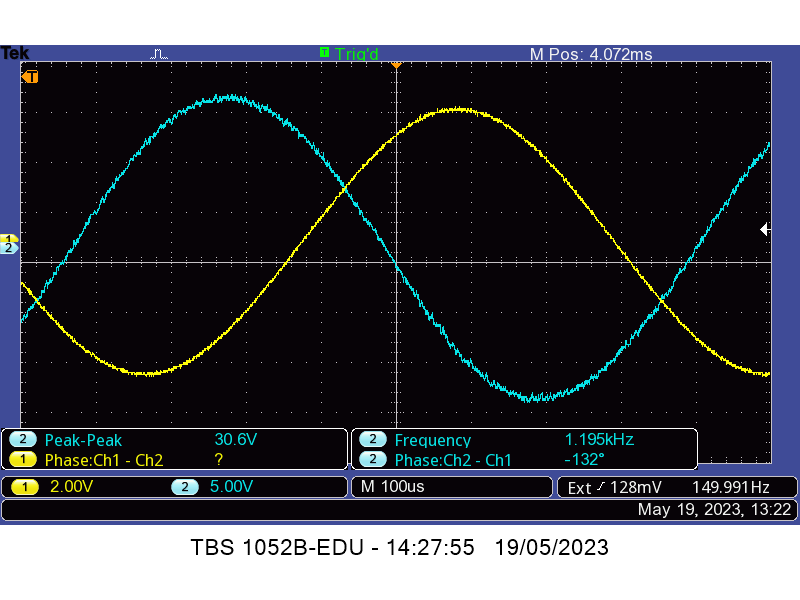 Tek T Trig'd M Pos: 4.072ms
T
1
2
2 Peak-Peak 30.6V 2 Frequency 1.195kHz
1 Phase:Ch1 - Ch2 ? 2 Phase:Ch2 - Ch1 -132°
1 2.00V 2 5.00V M 100us Ext 128mV 149.991Hz
May 19, 2023, 13:22
TBS 1052B-EDU - 14:27:55 19/05/2023